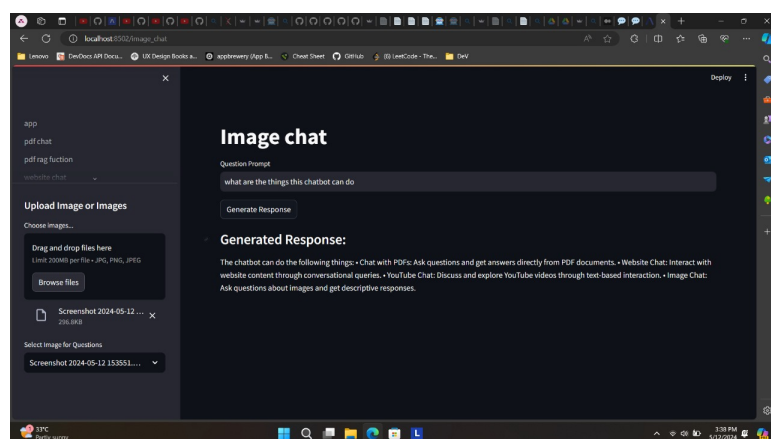 localhost:8502/image_chat
Lenovo DevDocs API Docu... UX Design Books a... appbrewery (App B... Cheat Sheet GitHub (6) LeetCode - The... DeV
Deploy
app
pdf chat
pdf rag fuction
website chat
Upload Image or Images
Choose images...
Drag and drop files here
Limit 200MB per file • JPG, PNG, JPEG
Browse files
Screenshot 2024-05-12 ...
296.8KB
Select Image for Questions
Screenshot 2024-05-12 153551....
Image chat
Question Prompt
what are the things this chatbot can do
Generate Response
Generated Response:
The chatbot can do the following things: • Chat with PDFs: Ask questions and get answers directly from PDF documents. • Website Chat: Interact with
website content through conversational queries. • YouTube Chat: Discuss and explore YouTube videos through text-based interaction. • Image Chat:
Ask questions about images and get descriptive responses.
33°C
Partly sunny
3:38 PM
5/12/2024